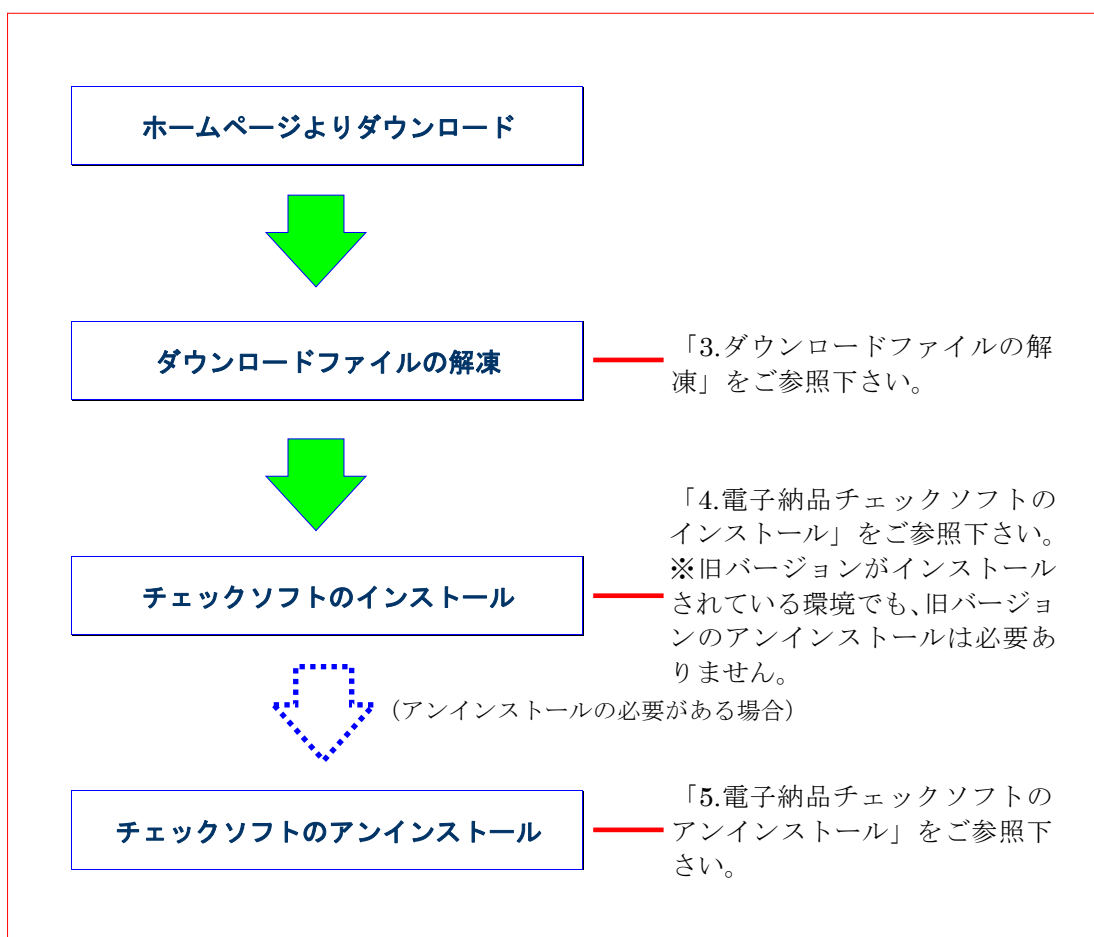 ホームページよりダウンロード
ダウンロードファイルの解凍
「3.ダウンロードファイルの解
凍」をご参照下さい。
チェックソフトのインストール
「4.電子納品チェックソフトの
インストール」をご参照下さい。
※旧バージョンがインストール
されている環境でも、旧バージョ
ンのアンインストールは必要あ
りません。
（アンインストールの必要がある場合）
チェックソフトのアンインストール
「5.電子納品チェックソフトの
アンインストール」をご参照下
さい。